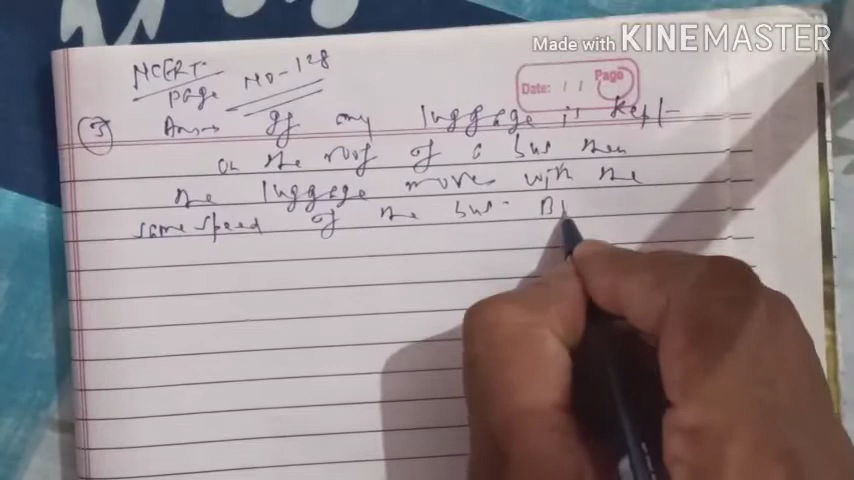 Made with KINEMASTER
NCERT
Page NO-128
Date: / / Page
3 Ans If any luggage is kept
on the roof of a bus then
the luggage moves with the
same speed of the bus. B